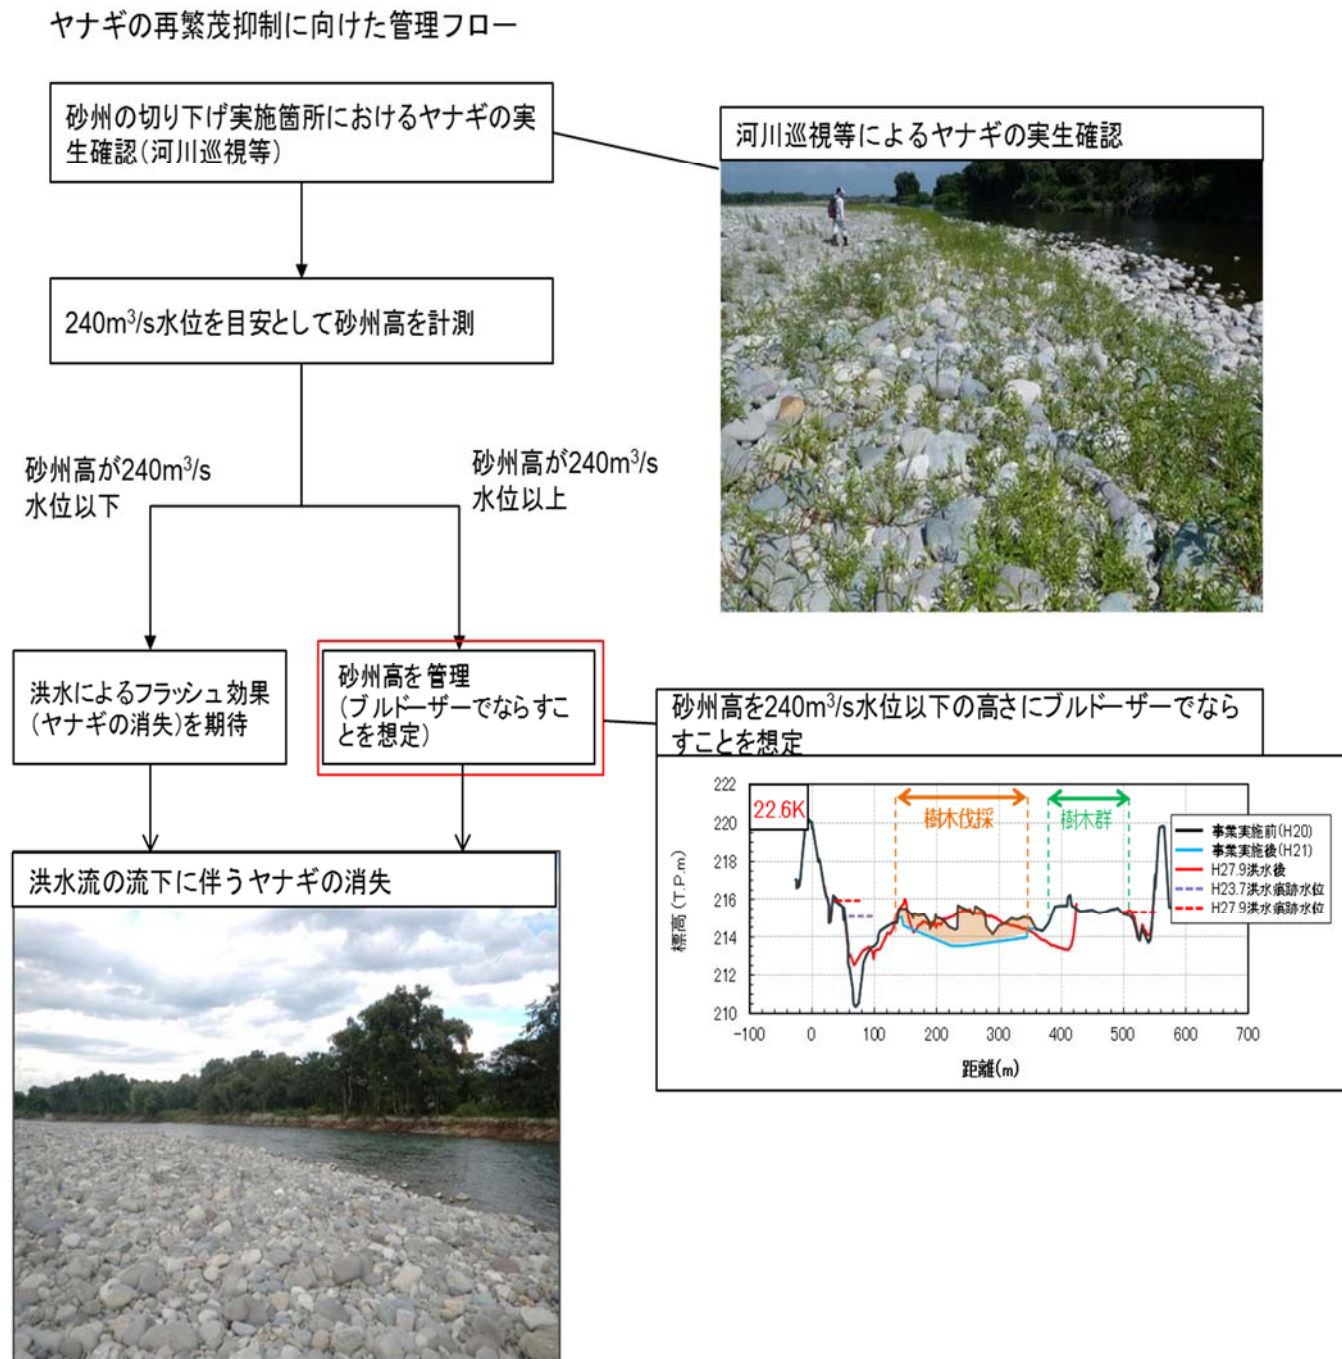 ヤナギの再繁茂抑制に向けた管理フロー
砂州の切り下げ実施箇所におけるヤナギの実
生確認(河川巡視等)
河川巡視等によるヤナギの実生確認
240m³/s水位を目安として砂州高を計測
砂州高が240m³/s
水位以下
砂州高が240m³/s
水位以上
洪水によるフラッシュ効果
(ヤナギの消失)を期待
砂州高を管理
(ブルドーザーでならすこ
とを想定)
砂州高を240m³/s水位以下の高さにブルドーザーでなら
すことを想定
洪水流の流下に伴うヤナギの消失
22.6K
樹木伐採
樹木群
事業実施前(H20)
事業実施後(H21)
H27.9洪水後
H23.7洪水痕跡水位
H27.9洪水痕跡水位
標高(T.P.m)
222
220
218
216
214
212
210
-100 0 100 200 300 400 500 600 700
距離(m)